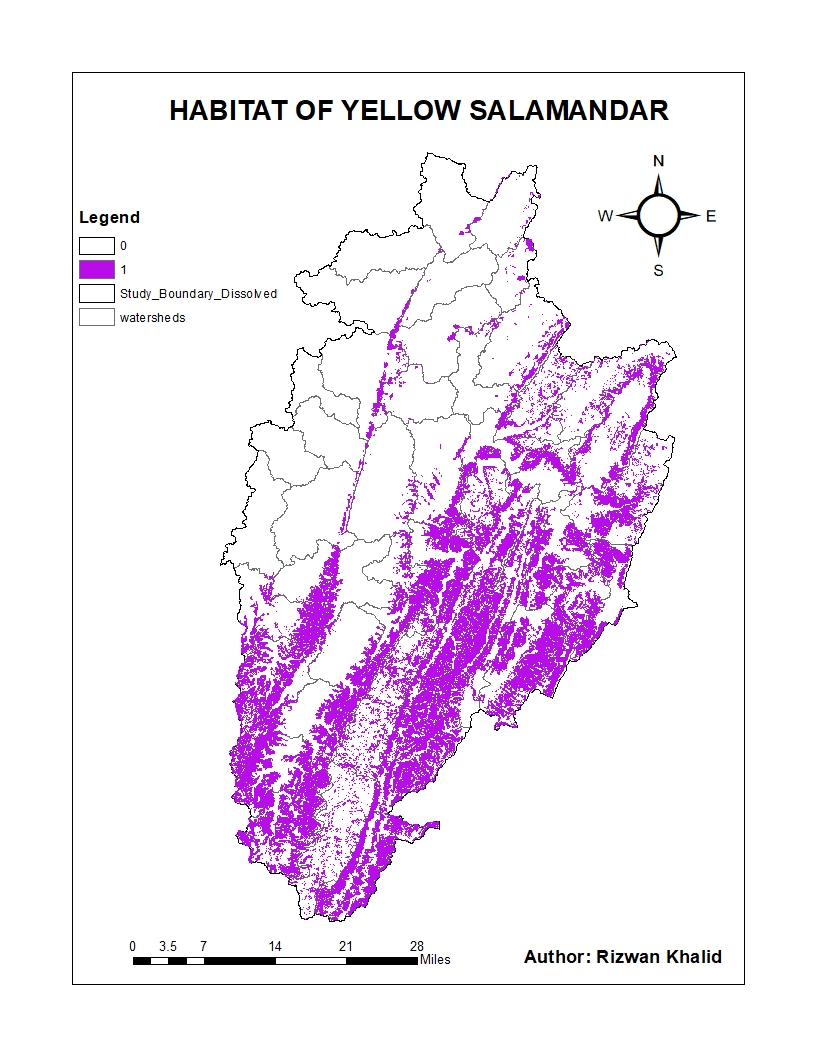 HABITAT OF YELLOW SALAMANDAR
N
W E
S
Legend
0
1
Study_Boundary_Dissolved
watersheds
0 3.5 7 14 21 28
Miles
Author: Rizwan Khalid